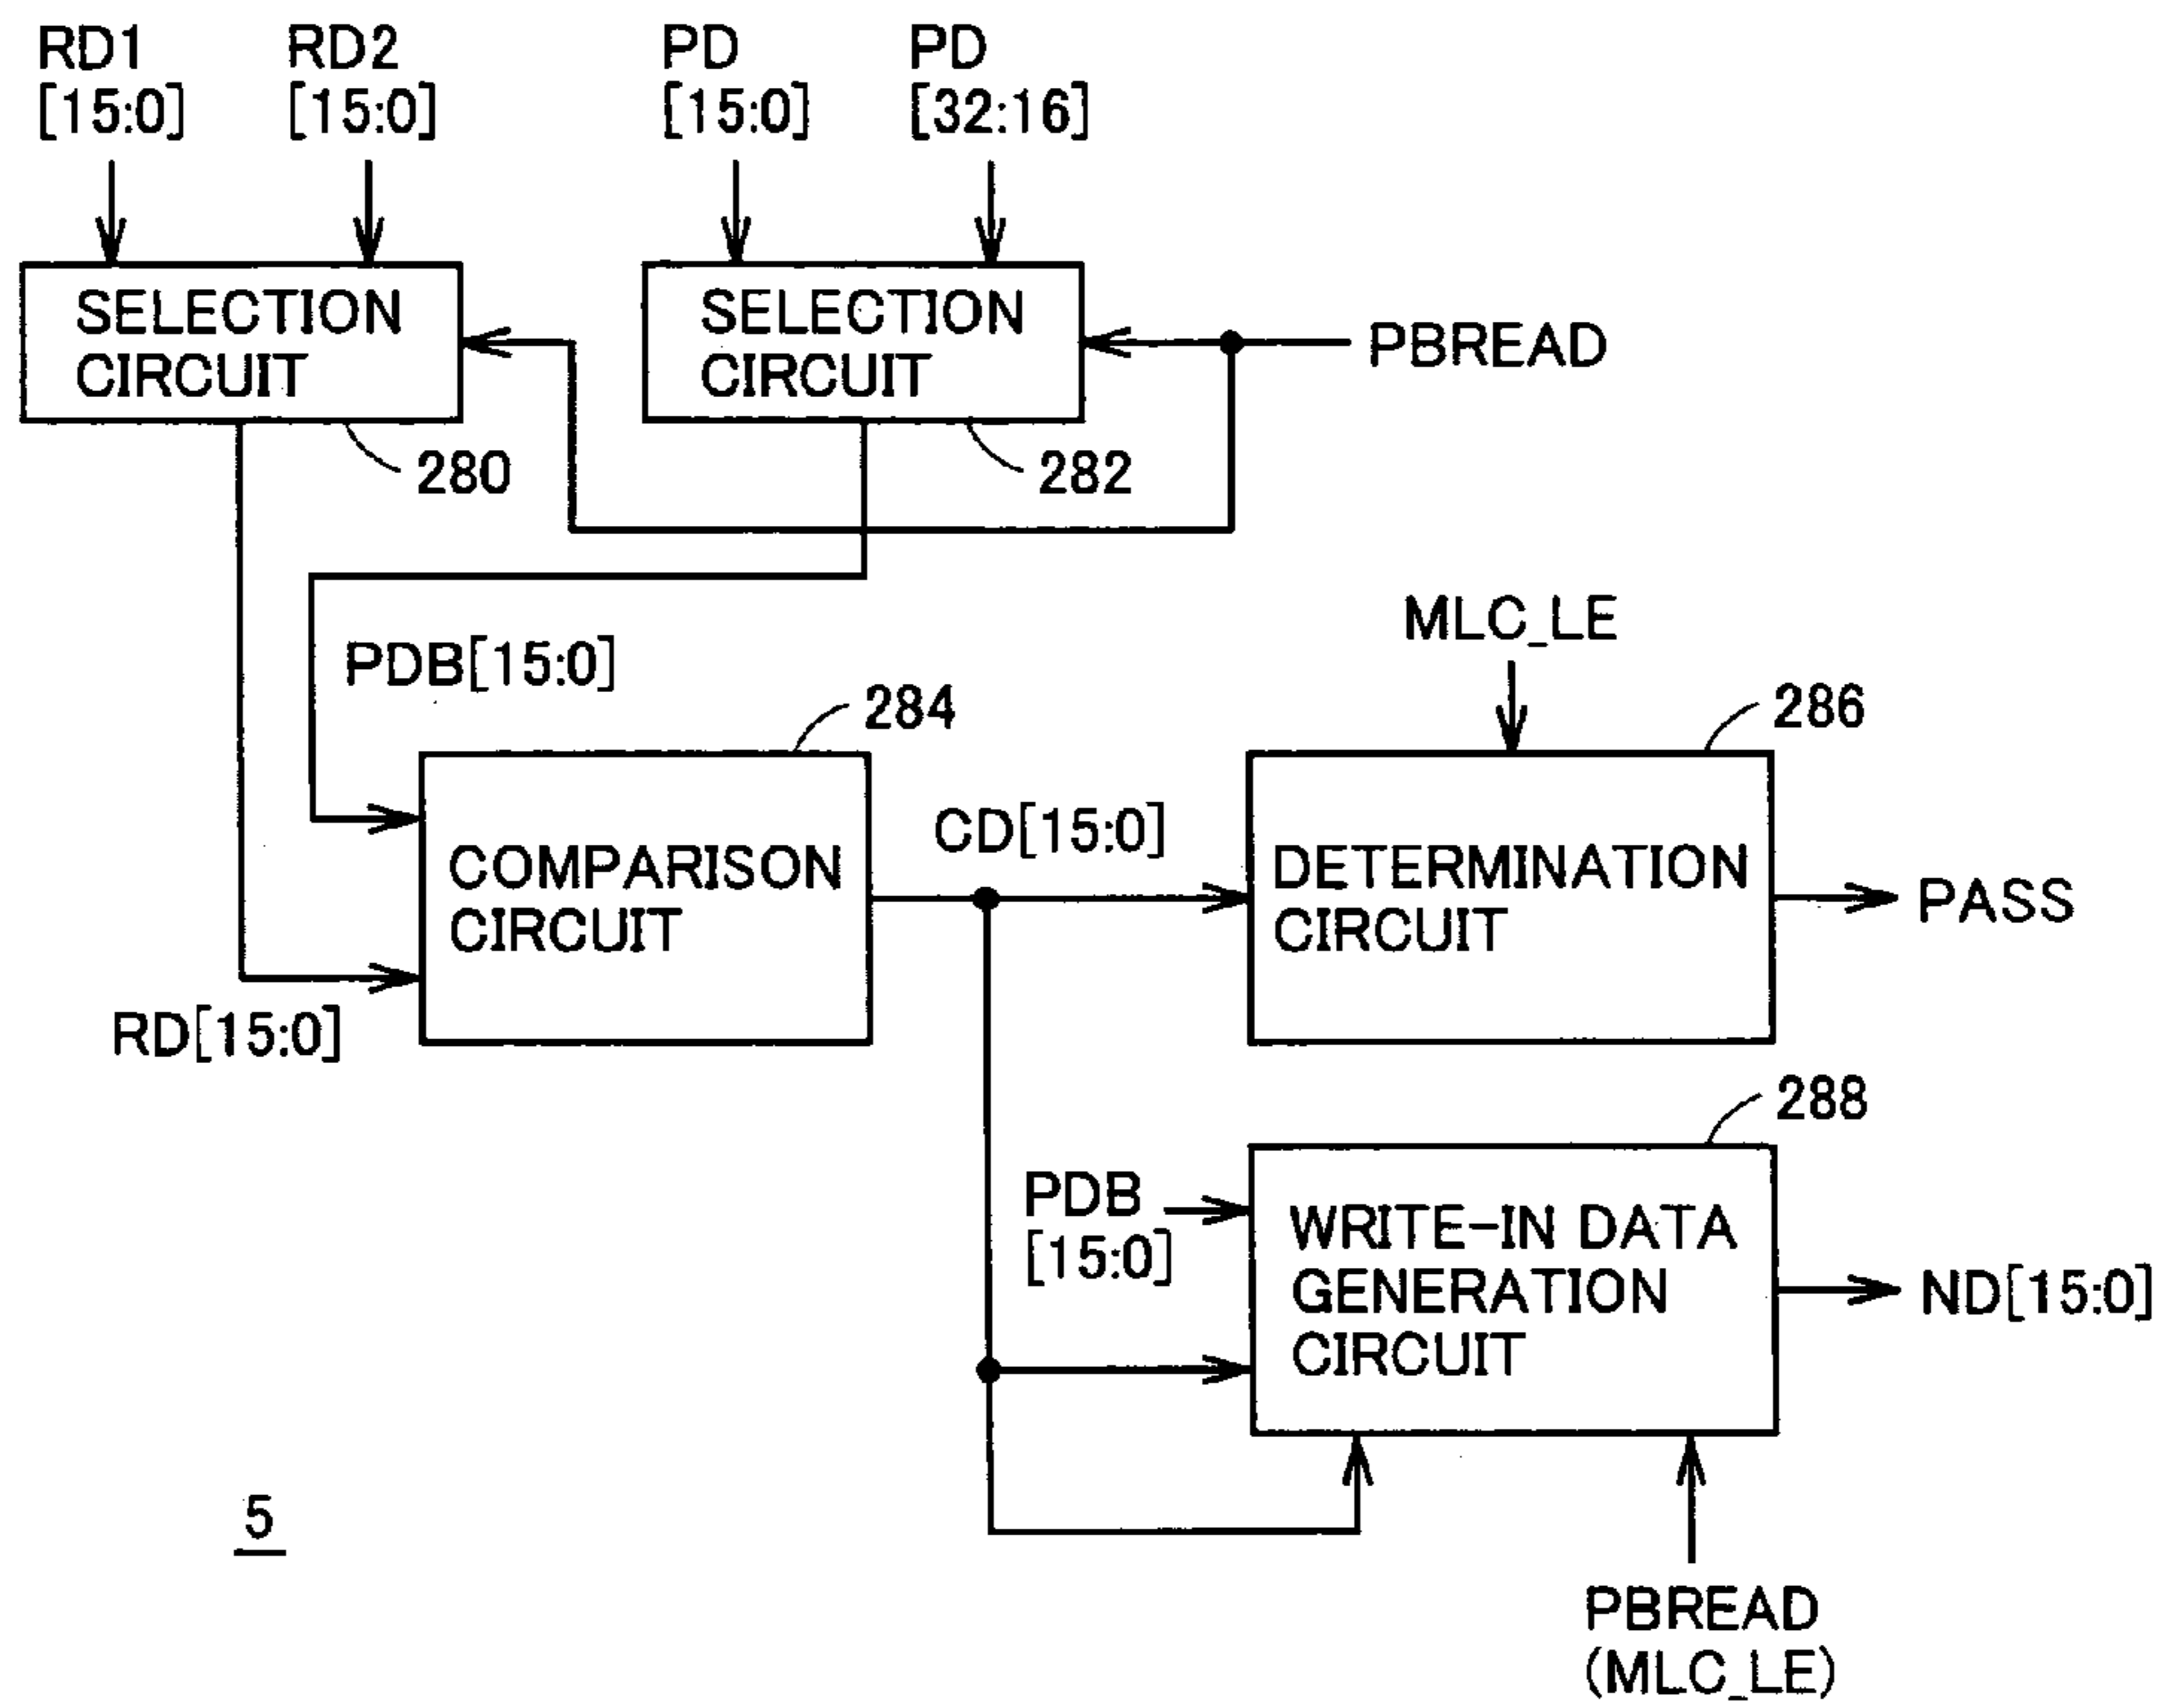 RD1
[15:0]
RD2
[15:0]
PD
[15:0]
PD
[32:16]
SELECTION
CIRCUIT
SELECTION
CIRCUIT
PBREAD
280
282
MLC_LE
PDB[15:0]
284
286
CD[15:0]
COMPARISON
CIRCUIT
DETERMINATION
CIRCUIT
PASS
RD[15:0]
288
PDB
[15:0]
WRITE-IN DATA
GENERATION
CIRCUIT
ND[15:0]
5
PBREAD
(MLC_LE)